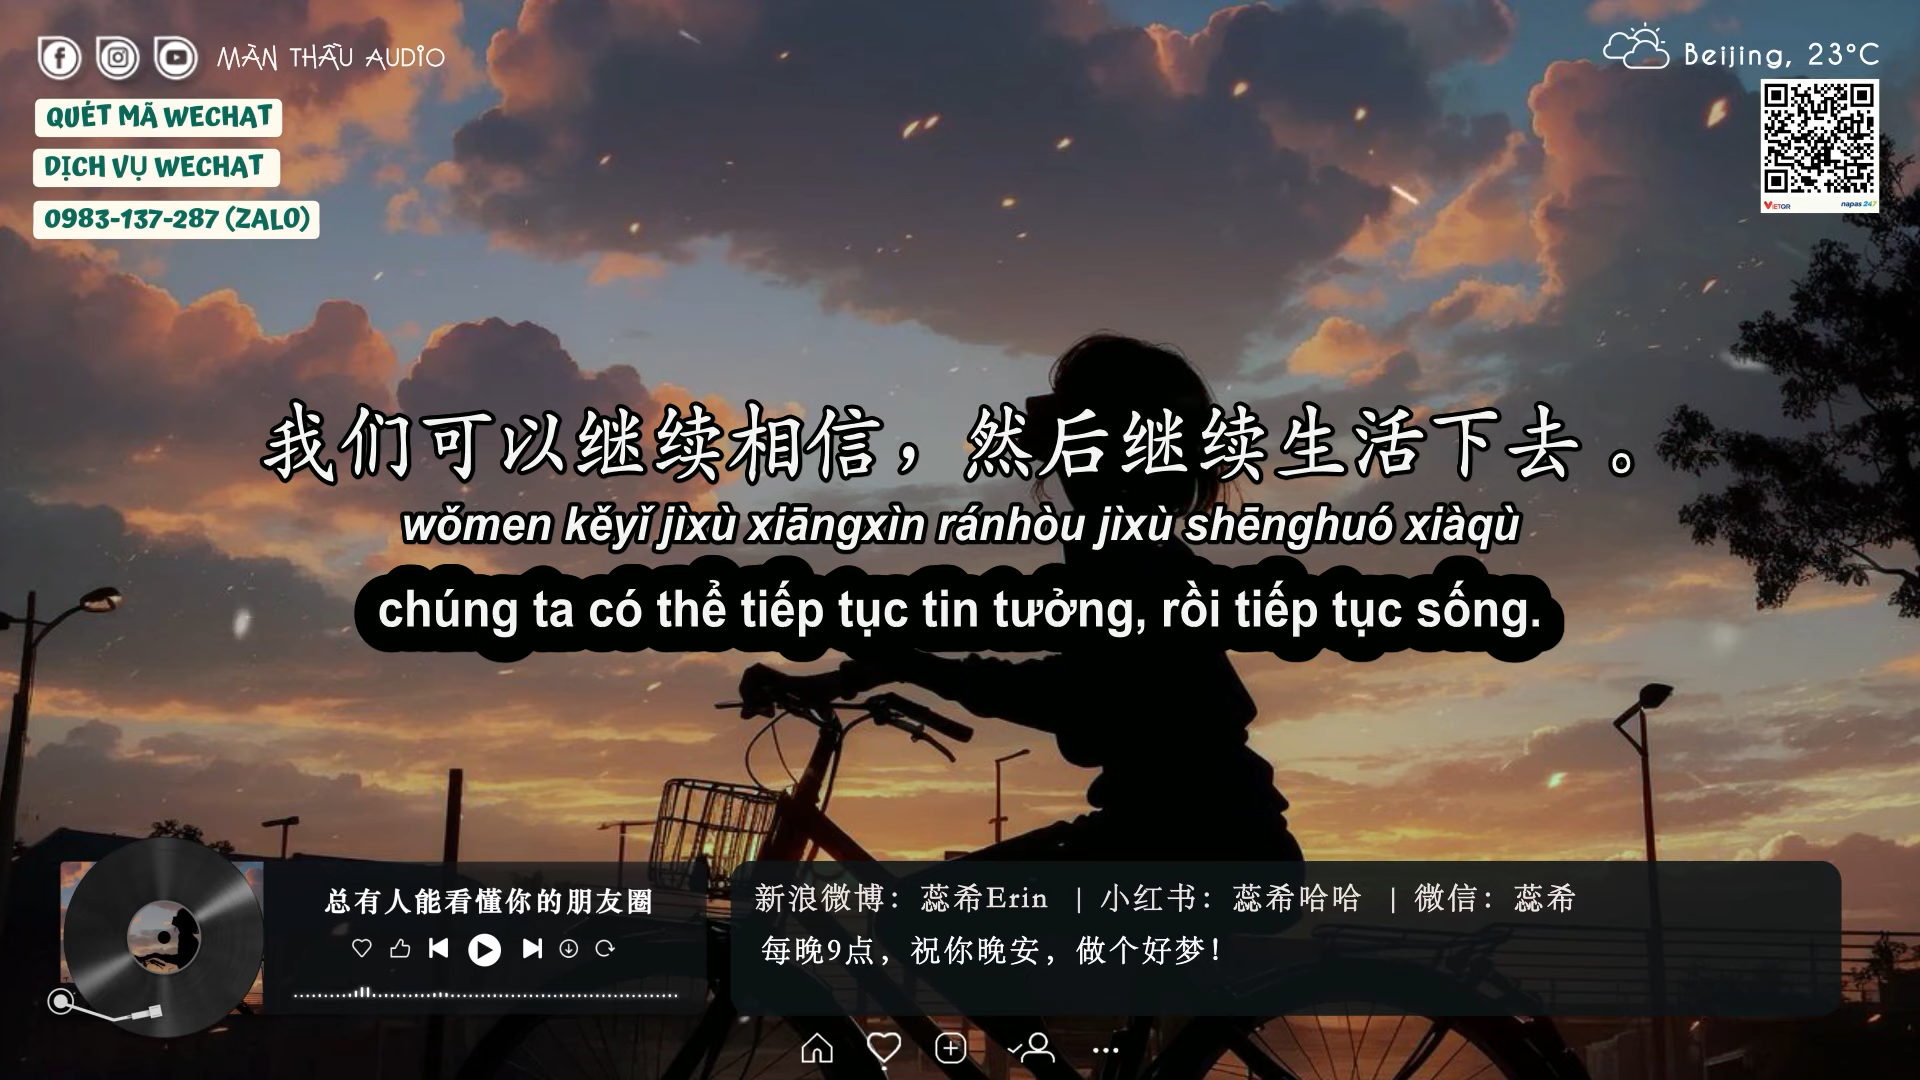 MÀN THẦU AUDIO
Beijing, 23°C
QUÉT MÃ WECHAT
DỊCH VỤ WECHAT
0983-137-287 (ZALO)
VIETQR
napas 247
我们可以继续相信，然后继续生活下去 。
wǒmen kěyǐ jìxù xiāngxìn ránhòu jìxù shēnghuó xiàqù
chúng ta có thể tiếp tục tin tưởng, rồi tiếp tục sống.
总有人能看懂你的朋友圈
新浪微博：蕊希Erin | 小红书：蕊希哈哈 | 微信：蕊希
每晚9点，祝你晚安，做个好梦！